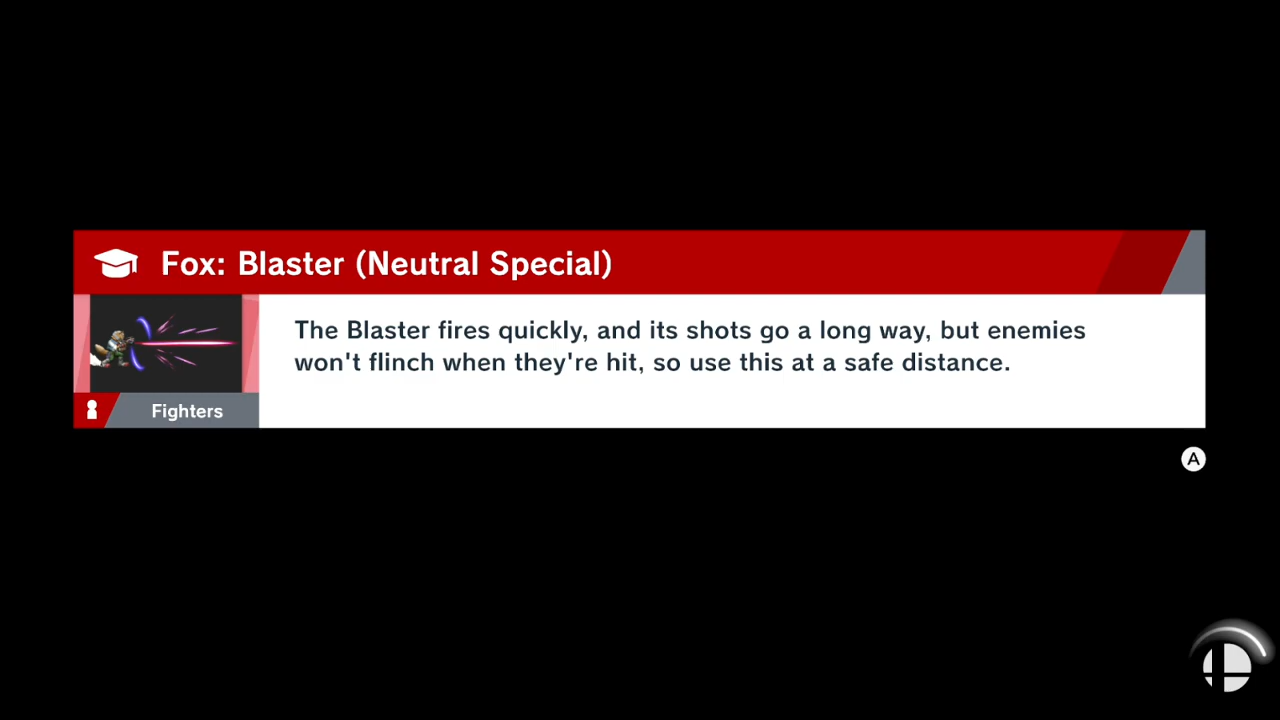 Fox: Blaster (Neutral Special)
The Blaster fires quickly, and its shots go a long way, but enemies
won't flinch when they're hit, so use this at a safe distance.
Fighters
A